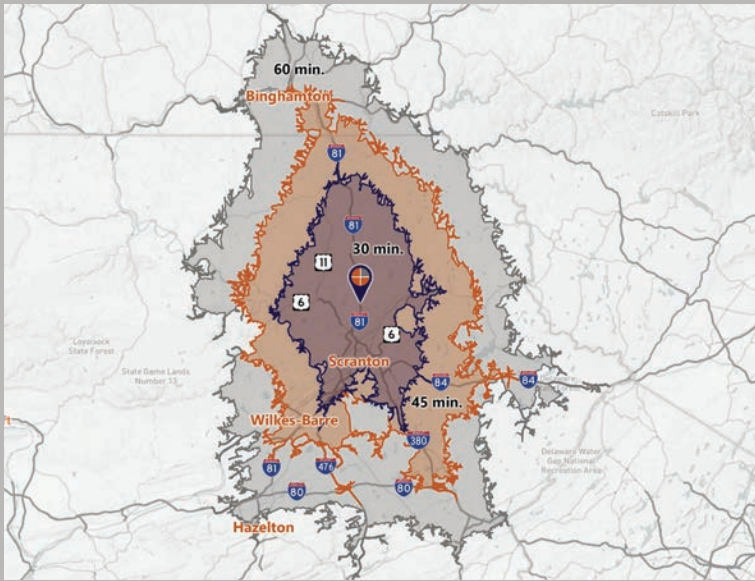 60 min.
Binghamton
Catskill Park
81
81
30 min.
11
6
81
6
Loyalsock
State Forest
State Game Lands
Number 13
Scranton
84
84
45 min.
Wilkes-Barre
380
Delaware Water
Gap National
Recreation Area
81
476
80
80
Hazelton